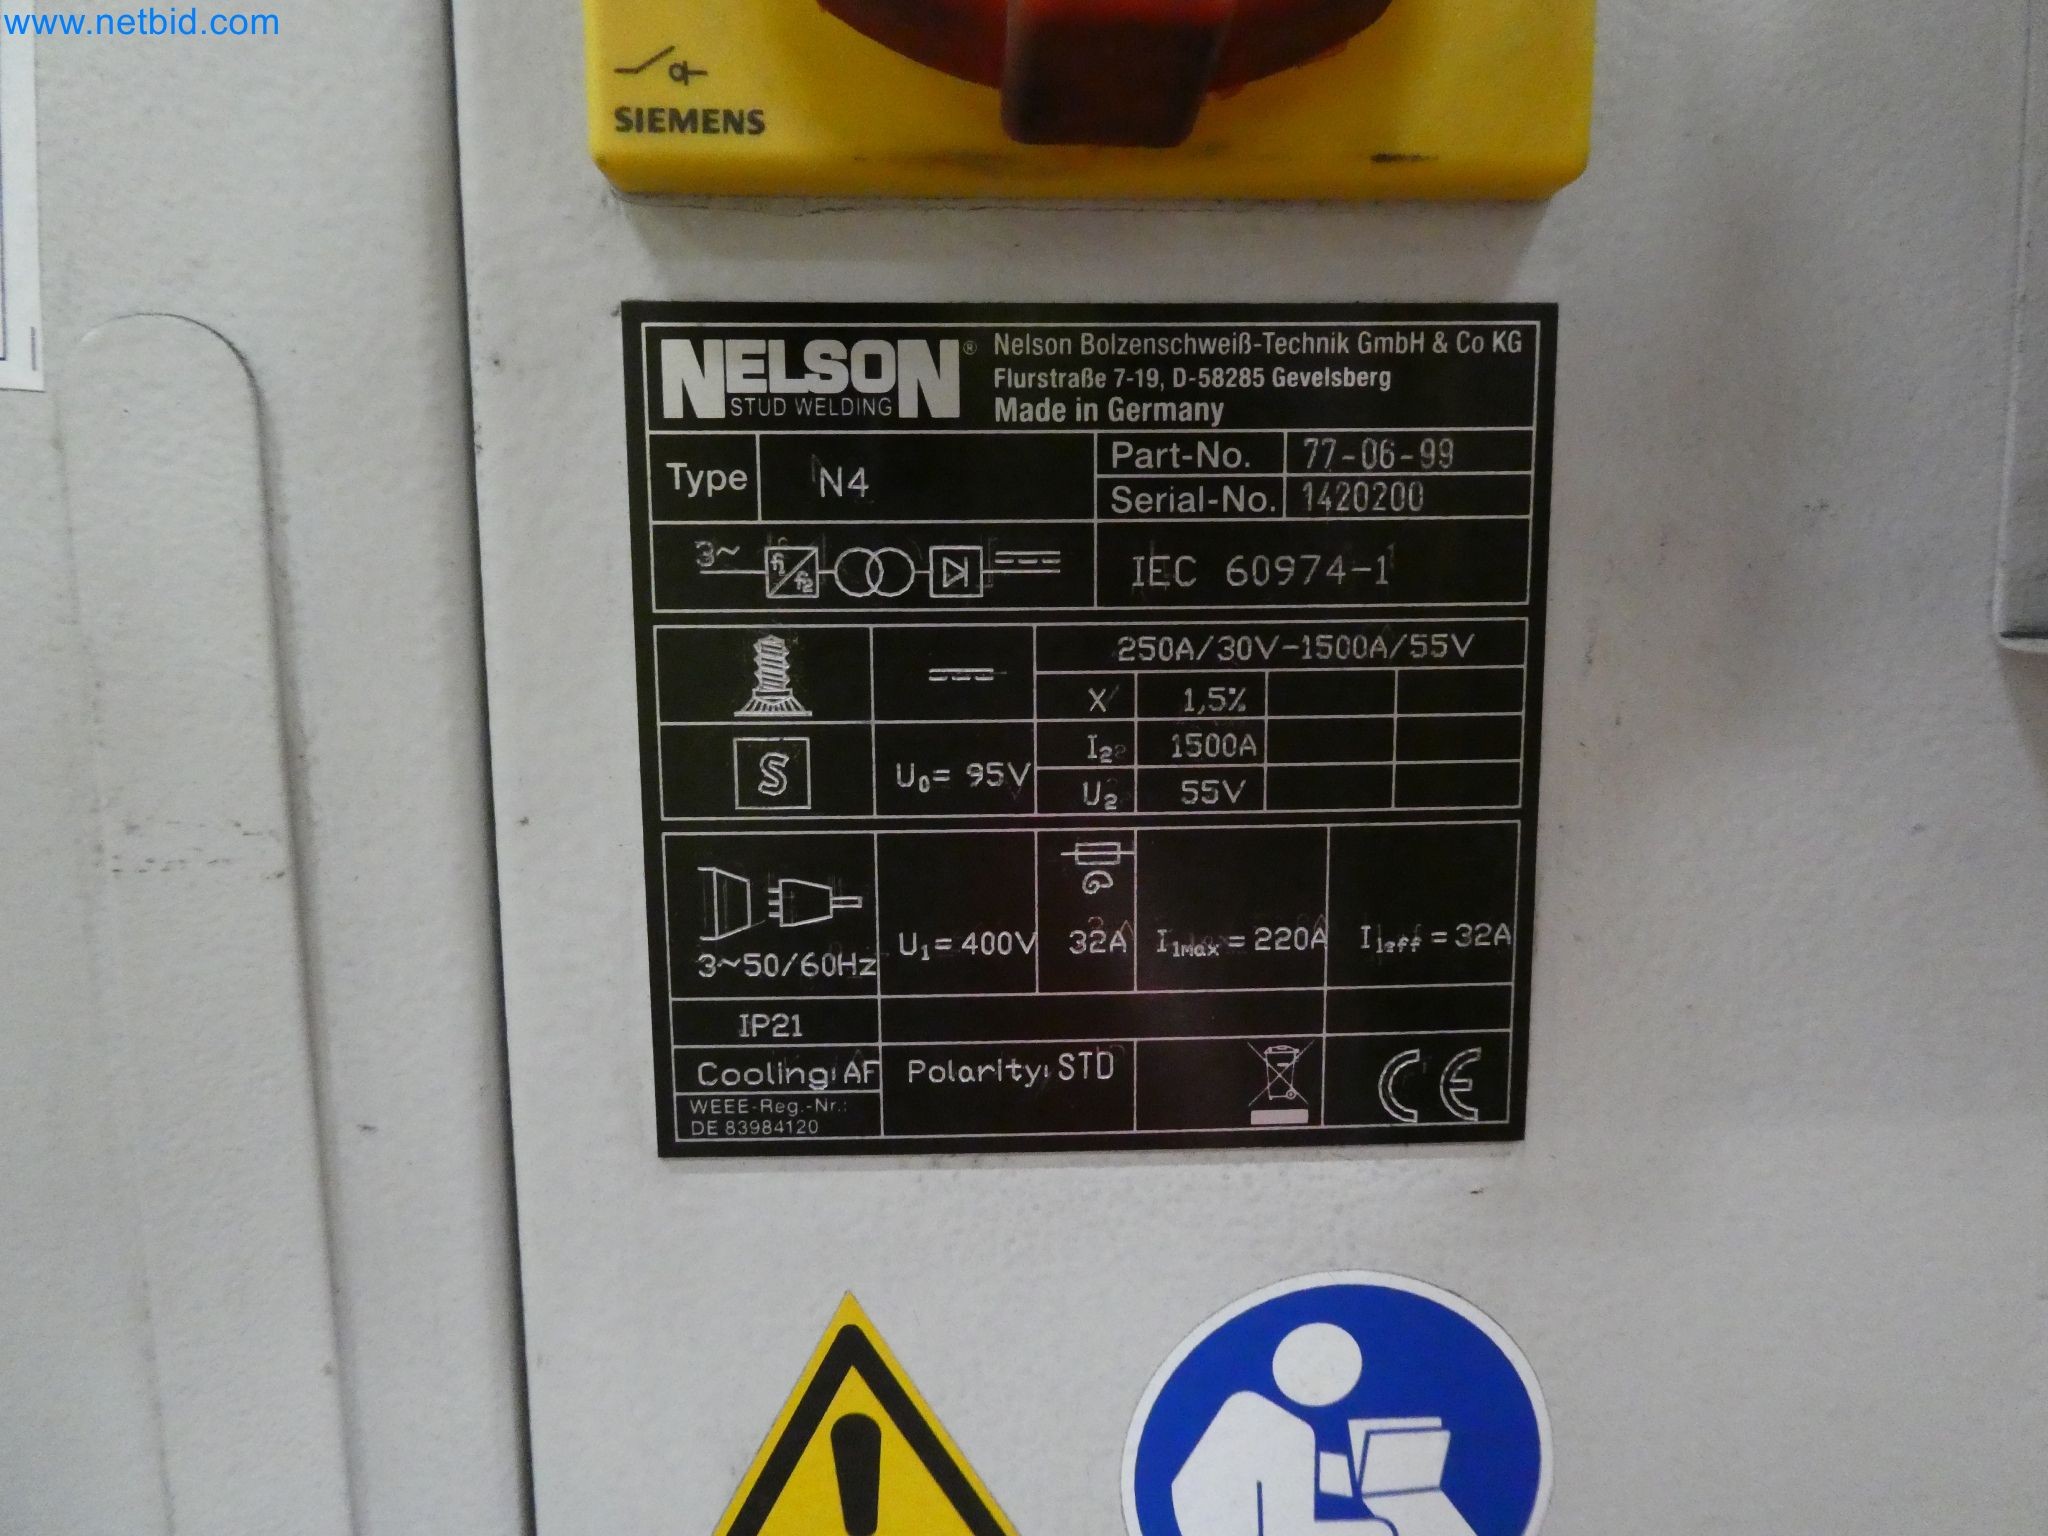 www.netbid.com
SIEMENS
NELSON® Nelson Bolzenschweiß-Technik GmbH & Co KG
STUD WELDING Flurstraße 7-19, D-58285 Gevelsberg
Made in Germany
Type N4 Part-No. 77-06-99
Serial-No. 1420200
3~ f1 f2 IEC 60974-1
250A/30V-1500A/55V
X 1,5%
S U0= 95V I2 1500A
U2 55V
3~50/60Hz U1=400V 32A I1max=220A I1eff=32A
IP21
Cooling:AF Polarity:STD CE
WEEE-Reg.-Nr.:
DE 83984120